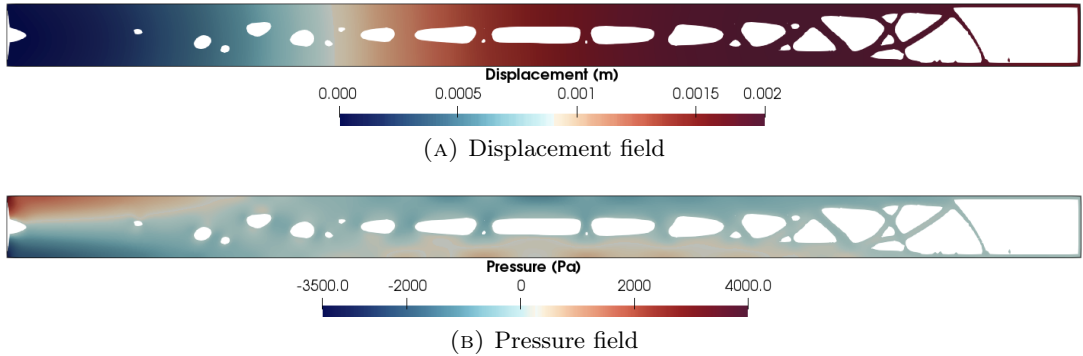 Displacement (m)
0.000 0.0005 0.001 0.0015 0.002
(A) Displacement field
Pressure (Pa)
-3500.0 -2000 0 2000 4000.0
(B) Pressure field